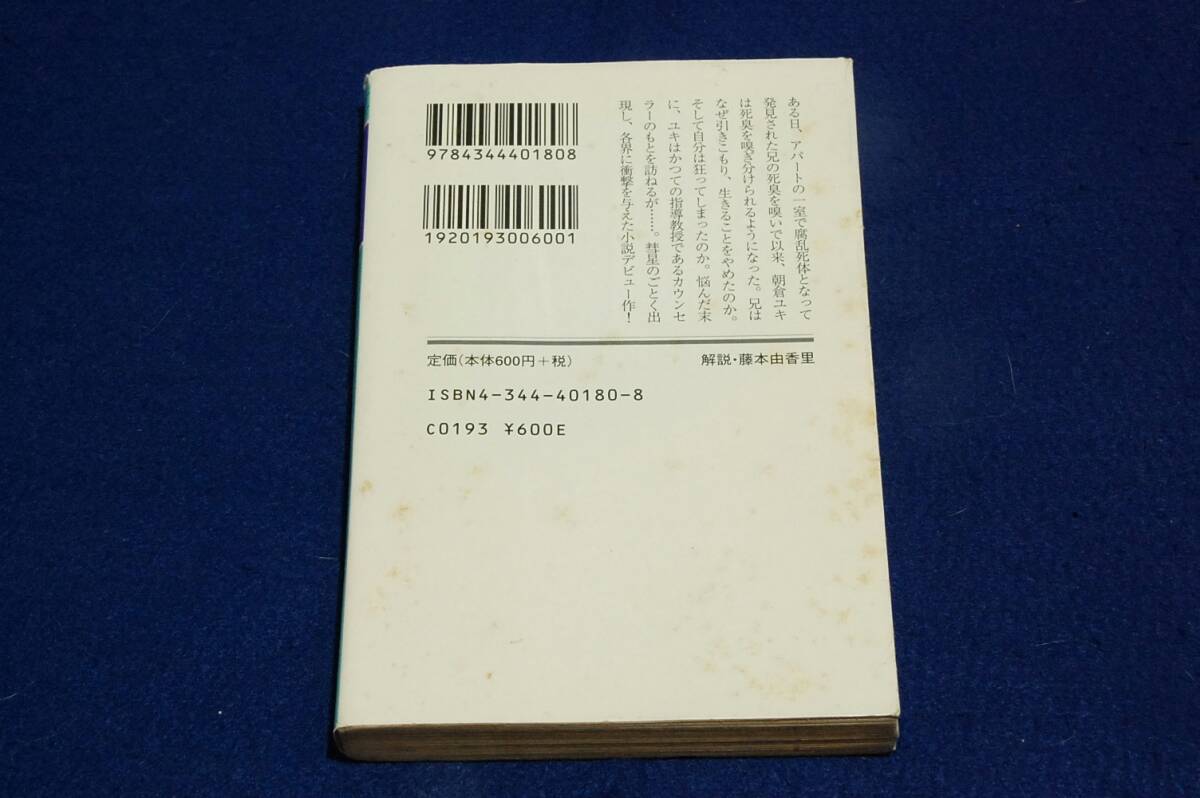 ある日、アパートの一室で腐乱死体となって
発見された兄の死臭を嗅いで以来、朝倉ユキ
は死臭を嗅ぎ分けられるようになった。兄は
なぜ引きこもり、生きることをやめたのか。
そして自分は狂ってしまったのか。悩んだ末
に、ユキはかつての指導教授であるカウンセ
ラーのもとを訪ねるが……。彗星のごとく出
現し、各界に衝撃を与えた小説デビュー作！
9784344401808
1920193006001
定価(本体600円+税)
解説・藤本由香里
ISBN4-344-40180-8
C0193 ¥600E